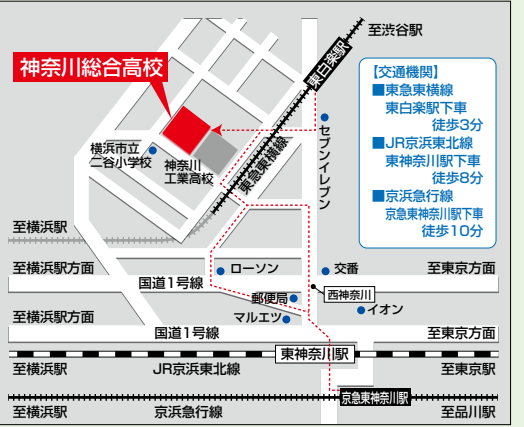 至渋谷駅
東白楽駅
神奈川総合高校
【交通機関】
■東急東横線
東白楽駅下車
徒歩3分
■JR京浜東北線
東神奈川駅下車
徒歩8分
■京浜急行線
京急東神奈川駅下車
徒歩10分
セブンイレブン
横浜市立
二谷小学校
神奈川
工業高校
東急東横線
至横浜駅
至横浜駅方面
ローソン
交番
至東京方面
国道1号線
西神奈川
郵便局
イオン
マルエツ
至横浜駅方面
国道1号線
至東京方面
東神奈川駅
至横浜駅
JR京浜東北線
至東京駅
京急東神奈川駅
至横浜駅
京浜急行線
至品川駅